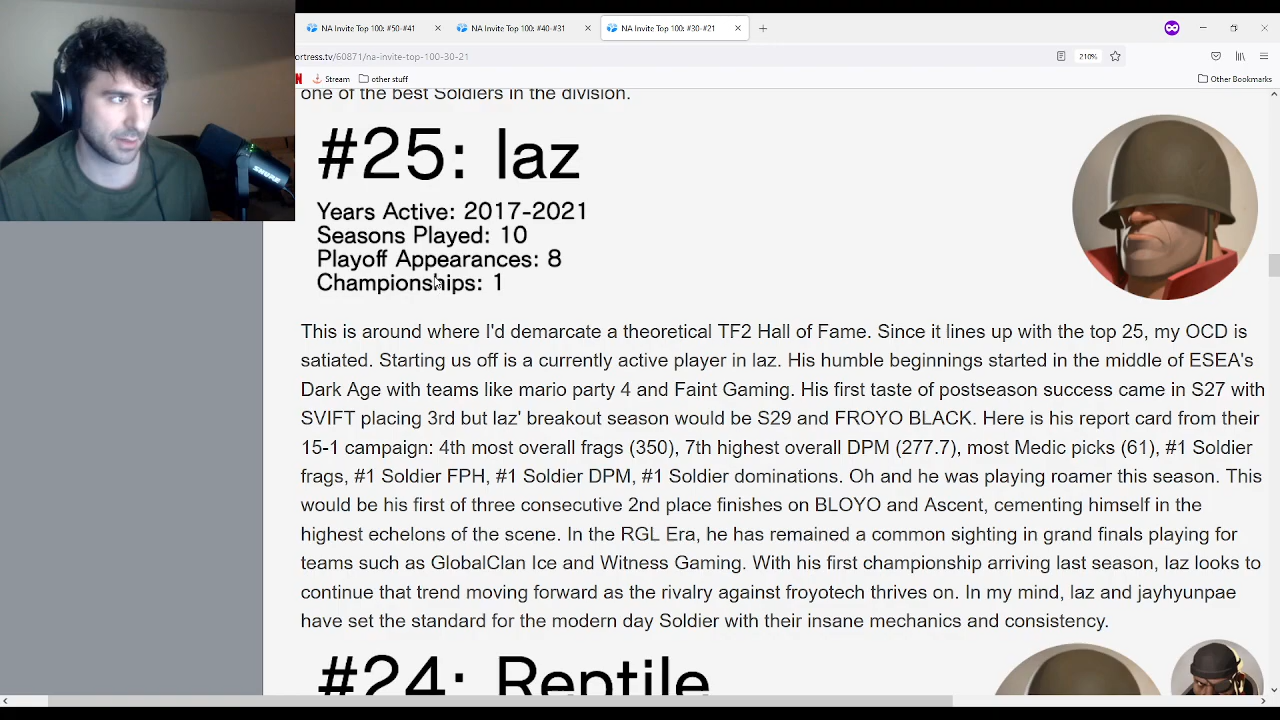 NA Invite Top 100: #50-#41
NA Invite Top 100: #40-#31
NA Invite Top 100: #30-#21
ortress.tv/60871/na-invite-top-100-30-21
210%
N
Stream
other stuff
Other Bookmarks
one of the best Soldiers in the division.
#25: laz
Years Active: 2017-2021
Seasons Played: 10
Playoff Appearances: 8
Championships: 1
This is around where I'd demarcate a theoretical TF2 Hall of Fame. Since it lines up with the top 25, my OCD is
satiated. Starting us off is a currently active player in laz. His humble beginnings started in the middle of ESEA's
Dark Age with teams like mario party 4 and Faint Gaming. His first taste of postseason success came in S27 with
SVIFT placing 3rd but laz' breakout season would be S29 and FROYO BLACK. Here is his report card from their
15-1 campaign: 4th most overall frags (350), 7th highest overall DPM (277.7), most Medic picks (61), #1 Soldier
frags, #1 Soldier FPH, #1 Soldier DPM, #1 Soldier dominations. Oh and he was playing roamer this season. This
would be his first of three consecutive 2nd place finishes on BLOYO and Ascent, cementing himself in the
highest echelons of the scene. In the RGL Era, he has remained a common sighting in grand finals playing for
teams such as GlobalClan Ice and Witness Gaming. With his first championship arriving last season, laz looks to
continue that trend moving forward as the rivalry against froyotech thrives on. In my mind, laz and jayhyunpae
have set the standard for the modern day Soldier with their insane mechanics and consistency.
#24: Reptile
SHURE